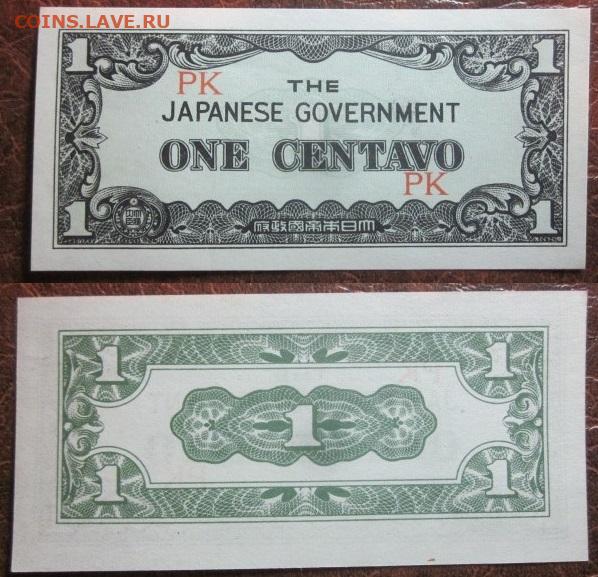 COINS.LAVE.RU
1 1
PK THE
JAPANESE GOVERNMENT
ONE CENTAVO
PK
1 府政國帝本日大 1
1 1
1
1 1